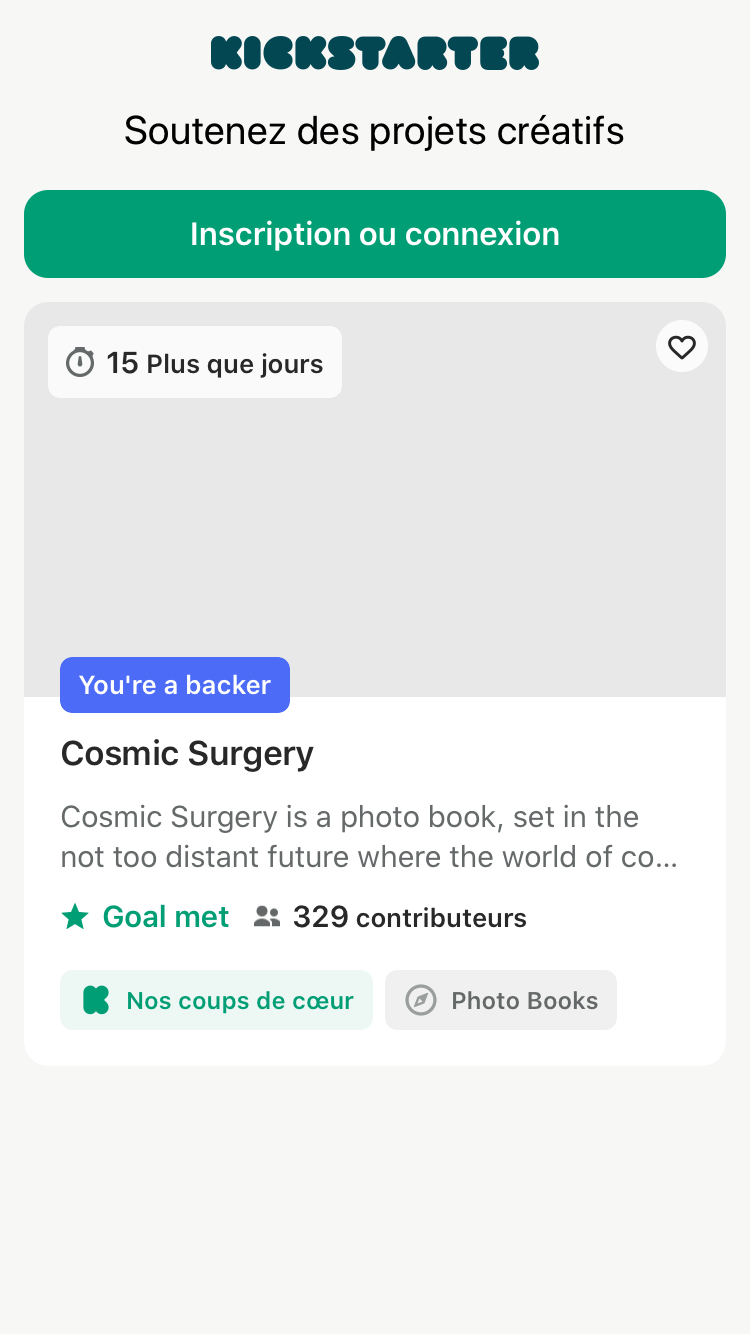 KICKSTARTER
Soutenez des projets créatifs
Inscription ou connexion
15 Plus que jours
You're a backer
Cosmic Surgery
Cosmic Surgery is a photo book, set in the
not too distant future where the world of co...
Goal met 329 contributeurs
Nos coups de cœur Photo Books